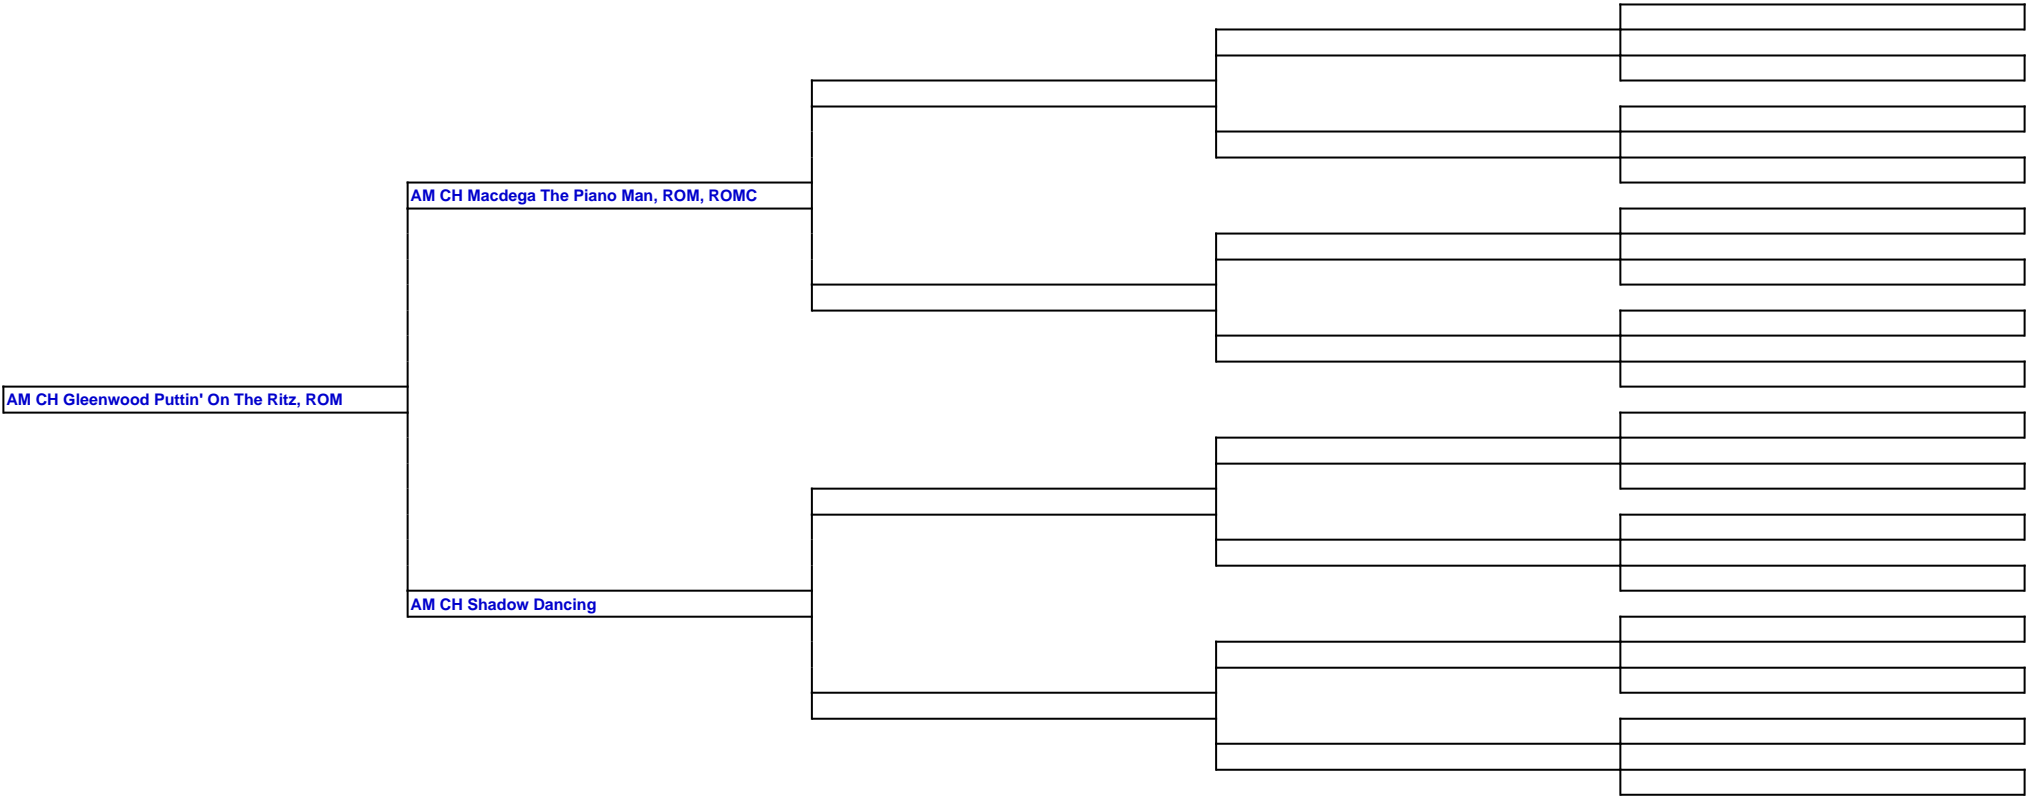 AM CH Macdega The Piano Man, ROM, ROMC
AM CH Gleenwood Puttin' On The Ritz, ROM
AM CH Shadow Dancing